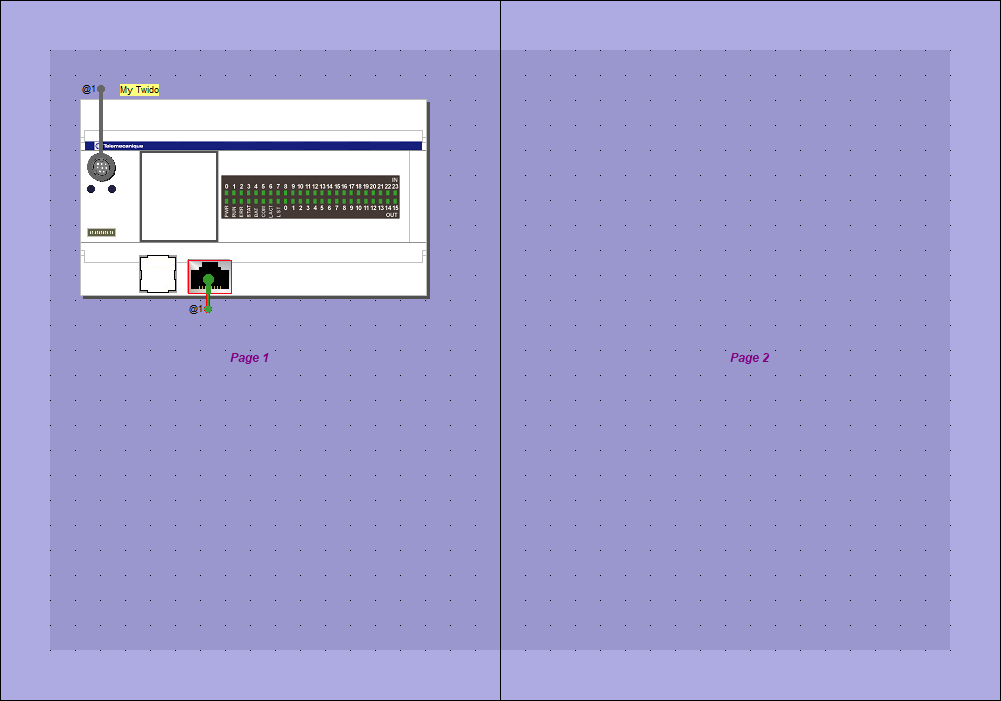 @1 My Twido
Telemecanique
IN
0 1 2 3 4 5 6 7 8 9 10 11 12 13 14 15 16 17 18 19 20 21 22 23
PWR RUN ERR STAT BAT COM LACT LST 0 1 2 3 4 5 6 7 8 9 10 11 12 13 14 15
OUT
@1
Page 1 Page 2